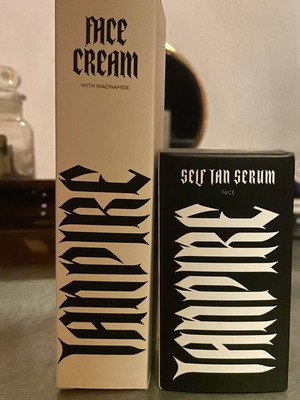 FACE
CREAM
WITH NIACINAMIDE
VAMPIRE
SELF TAN SERUM
FACE
VAMPIRE